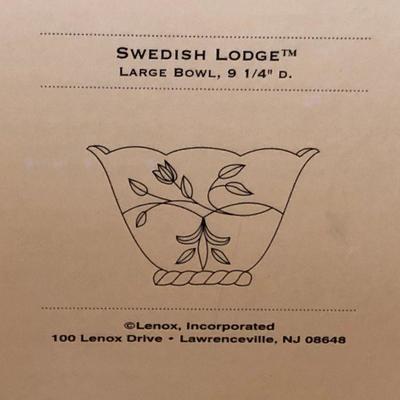 SWEDISH LODGE™
LARGE BOWL, 9 1/4" D.
©Lenox, Incorporated
100 Lenox Drive • Lawrenceville, NJ 08648